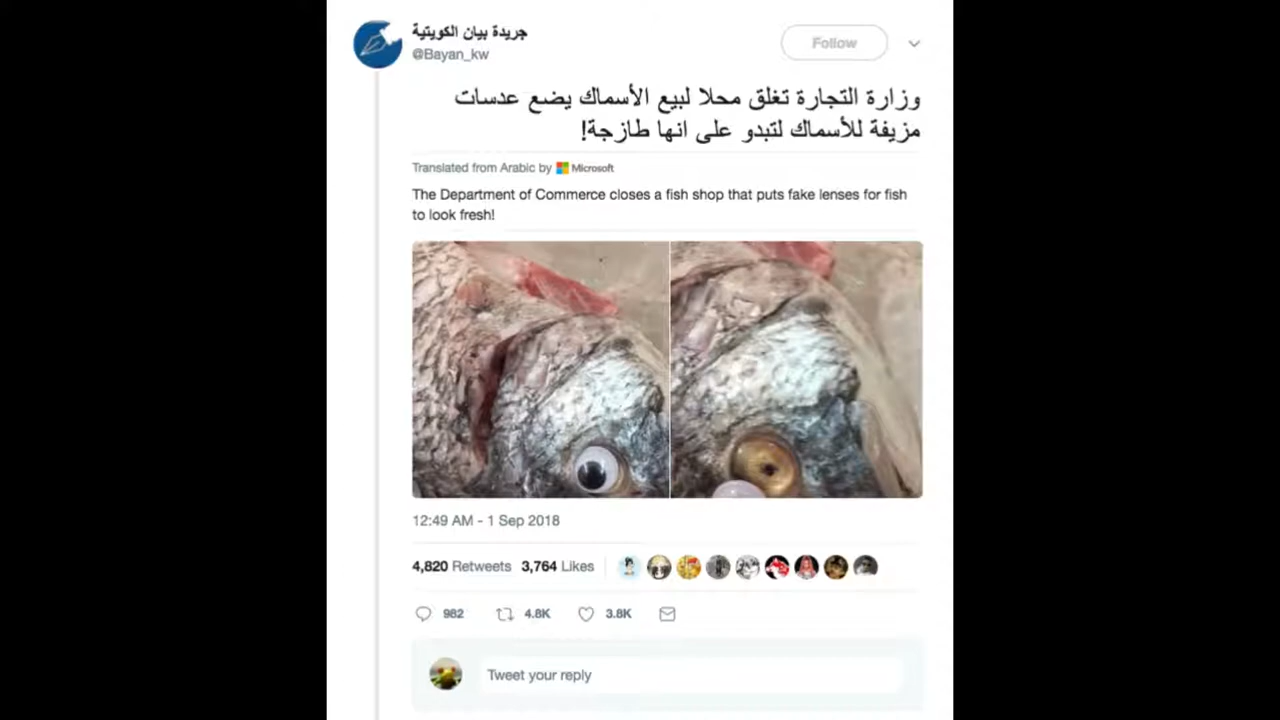 جريدة بيان الكويتية
@Bayan_kw
Follow
وزارة التجارة تغلق محلا لبيع الأسماك يضع عدسات
مزيفة للأسماك لتبدو على انها طازجة!
Translated from Arabic by Microsoft
The Department of Commerce closes a fish shop that puts fake lenses for fish
to look fresh!
12:49 AM - 1 Sep 2018
4,820 Retweets 3,764 Likes
982 4.8K 3.8K
Tweet your reply